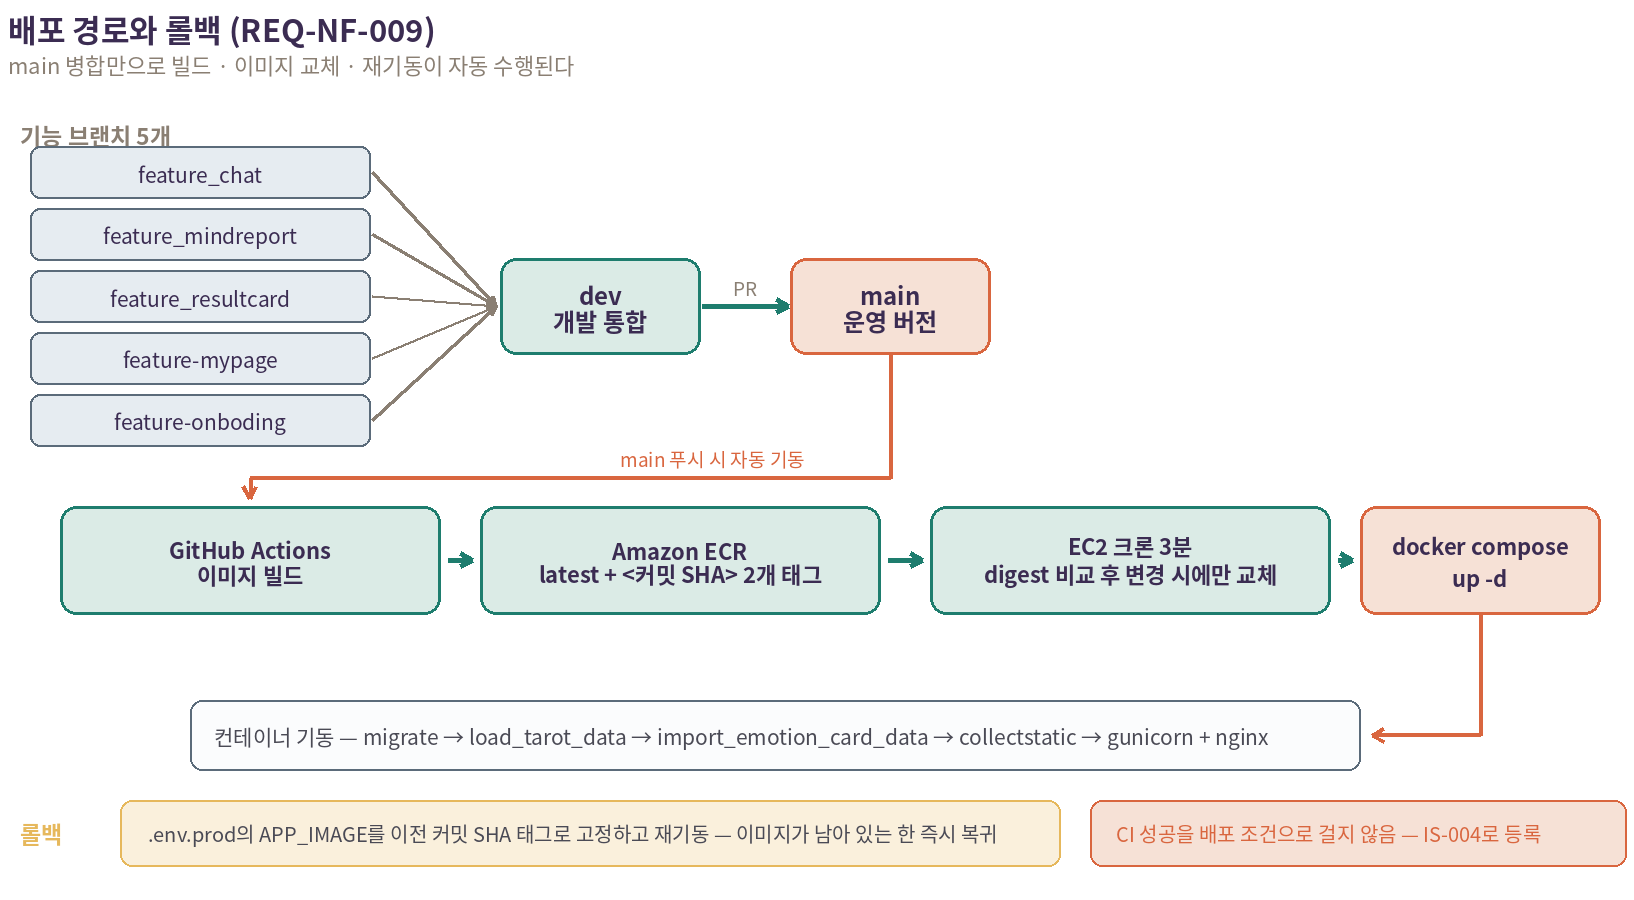 배포 경로와 롤백 (REQ-NF-009)
main 병합만으로 빌드 · 이미지 교체 · 재기동이 자동 수행된다
기능 브랜치 5개
feature_chat
feature_mindreport
feature_resultcard
feature-mypage
feature-onboding
dev
개발 통합
PR
main
운영 버전
main 푸시 시 자동 기동
GitHub Actions
이미지 빌드
Amazon ECR
latest + <커밋 SHA> 2개 태그
EC2 크론 3분
digest 비교 후 변경 시에만 교체
docker compose
up -d
컨테이너 기동 — migrate → load_tarot_data → import_emotion_card_data → collectstatic → gunicorn + nginx
롤백
.env.prod의 APP_IMAGE를 이전 커밋 SHA 태그로 고정하고 재기동 — 이미지가 남아 있는 한 즉시 복귀
CI 성공을 배포 조건으로 걸지 않음 — IS-004로 등록